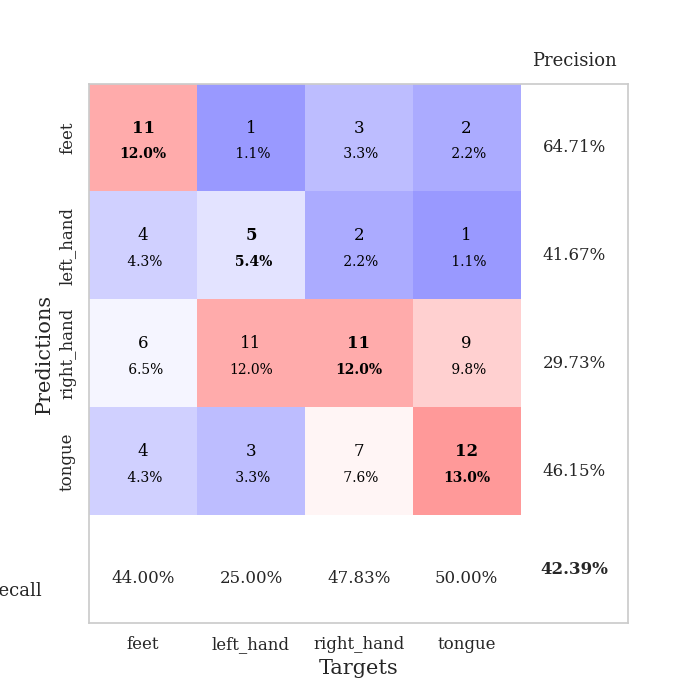 Precision
feet
11 1 3 2
12.0% 1.1% 3.3% 2.2%
64.71%
left_hand
4 5 2 1
4.3% 5.4% 2.2% 1.1%
41.67%
Predictions
right_hand
6 11 11 9
6.5% 12.0% 12.0% 9.8%
29.73%
tongue
4 3 7 12
4.3% 3.3% 7.6% 13.0%
46.15%
ecall
44.00% 25.00% 47.83% 50.00% 42.39%
feet left_hand right_hand tongue
Targets